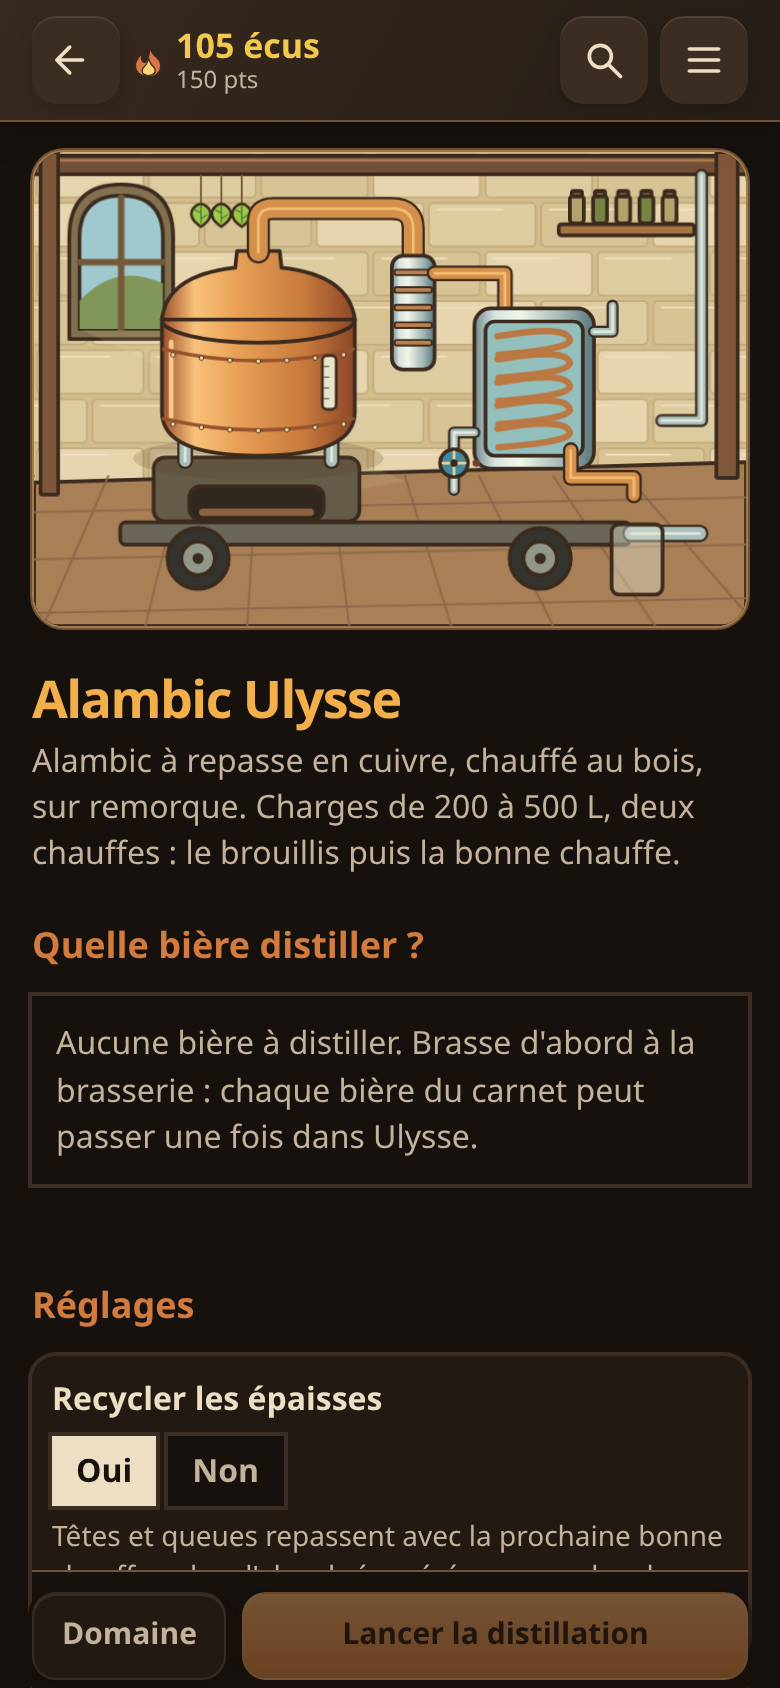 105 écus
150 pts
Alambic Ulysse
Alambic à repasse en cuivre, chauffé au bois,
sur remorque. Charges de 200 à 500 L, deux
chauffes : le brouillis puis la bonne chauffe.
Quelle bière distiller ?
Aucune bière à distiller. Brasse d'abord à la
brasserie : chaque bière du carnet peut
passer une fois dans Ulysse.
Réglages
Recycler les épaisses
Oui Non
Têtes et queues repassent avec la prochaine bonne
Domaine Lancer la distillation